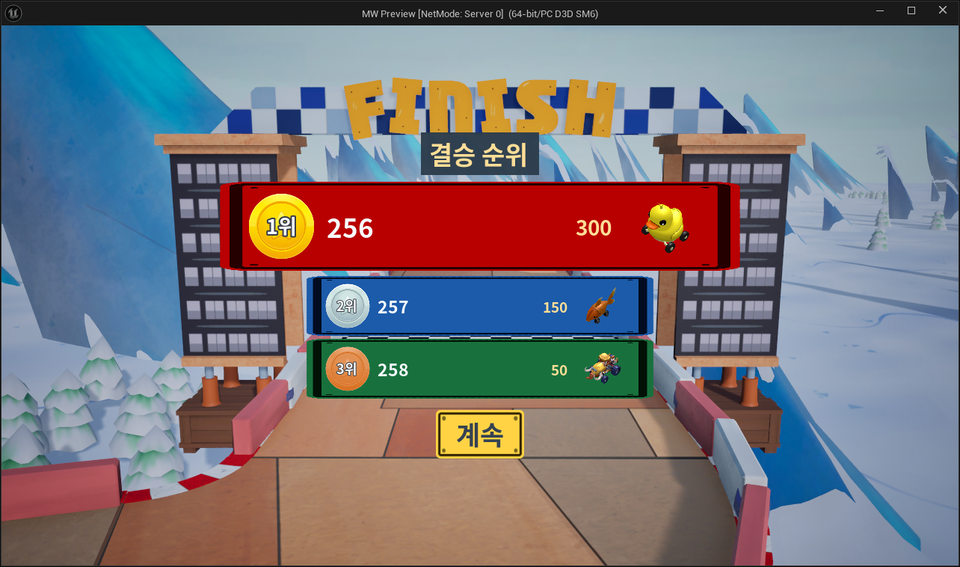 MW Preview [NetMode: Server 0] (64-bit/PC D3D SM6)
FINISH
결승 순위
1위 256 300
2위 257 150
3위 258 50
계속